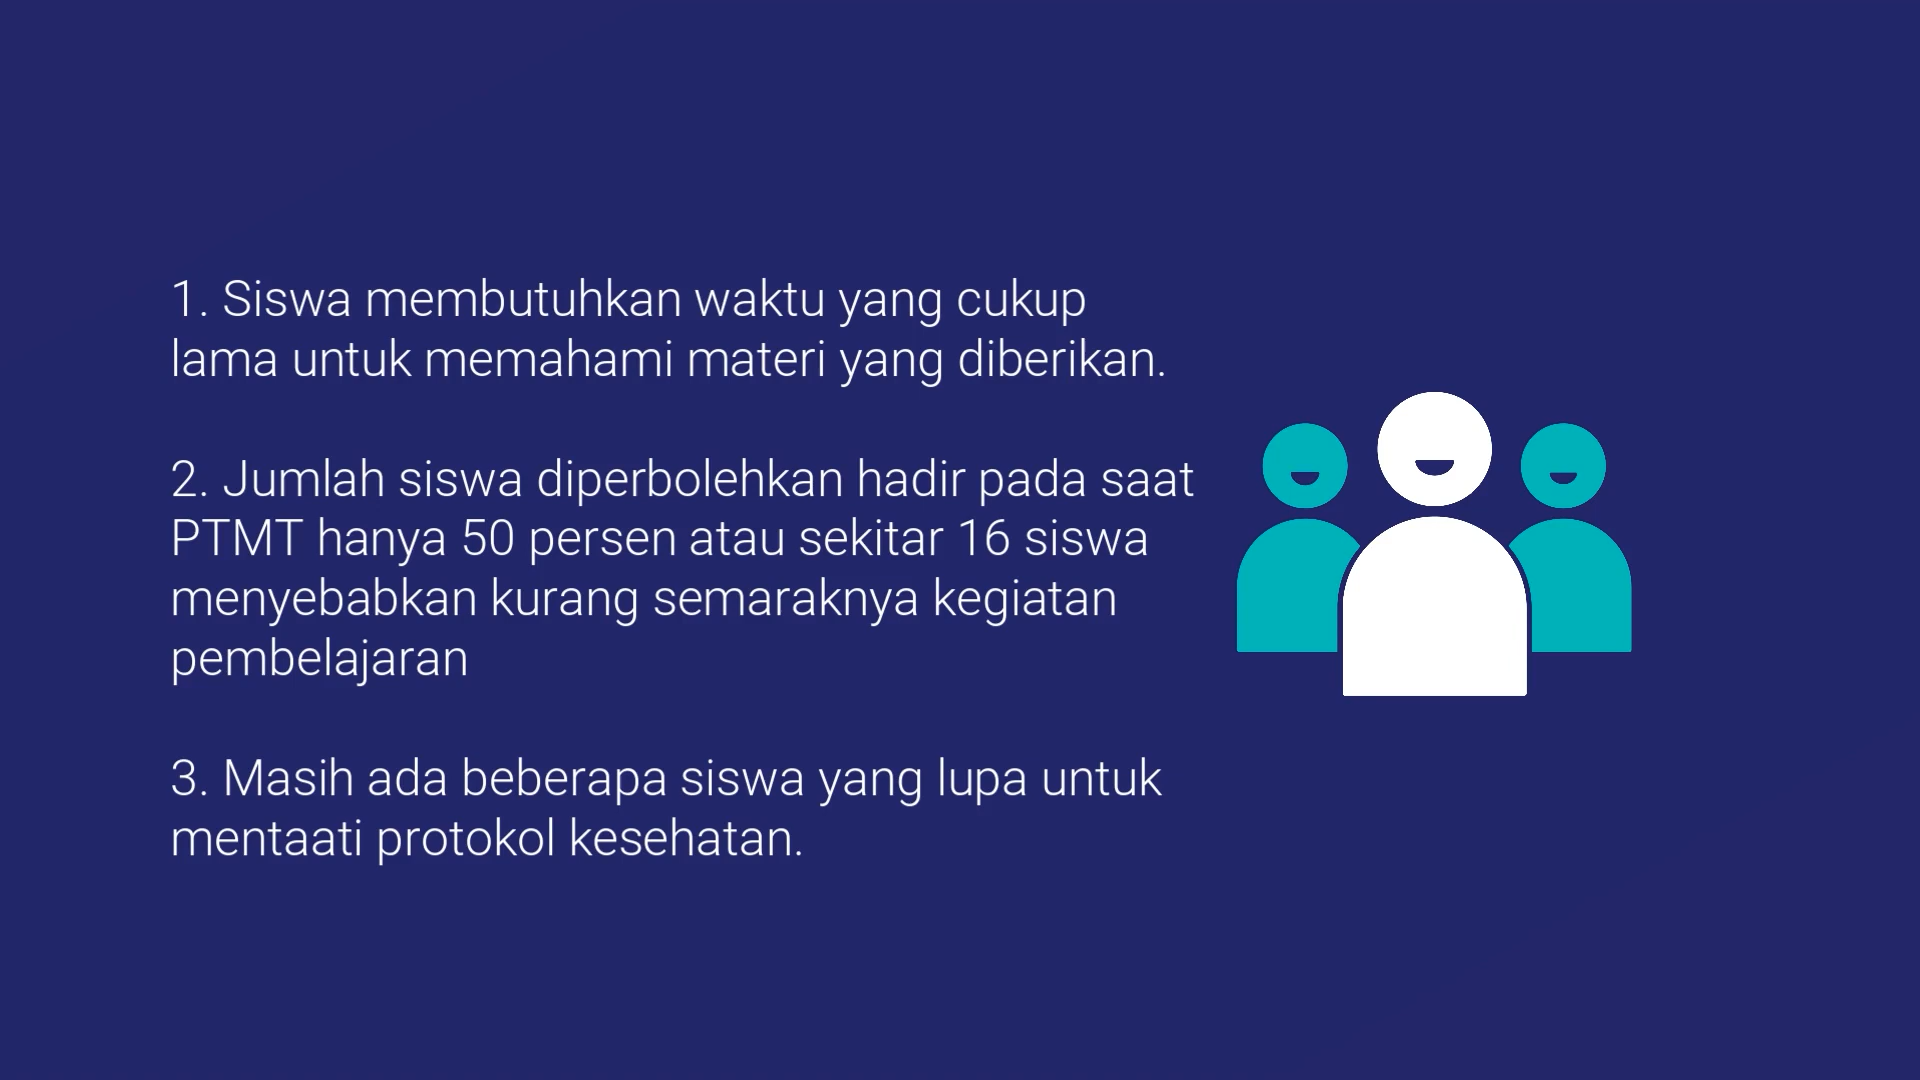 1. Siswa membutuhkan waktu yang cukup
lama untuk memahami materi yang diberikan.
2. Jumlah siswa diperbolehkan hadir pada saat
PTMT hanya 50 persen atau sekitar 16 siswa
menyebabkan kurang semaraknya kegiatan
pembelajaran
3. Masih ada beberapa siswa yang lupa untuk
mentaati protokol kesehatan.